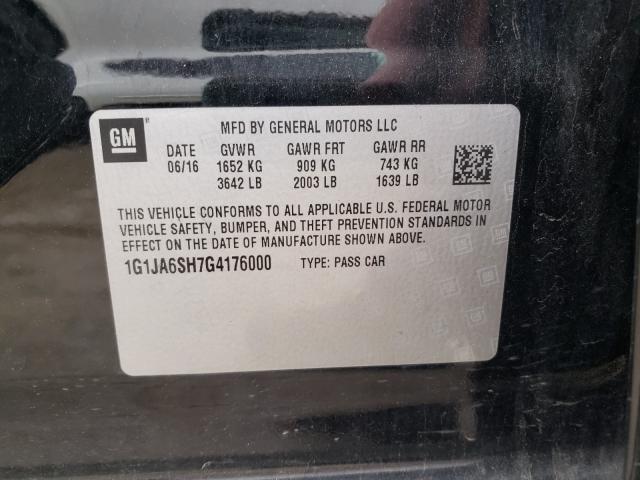 GM
MFD BY GENERAL MOTORS LLC
DATE GVWR GAWR FRT GAWR RR
06/16 1652 KG 909 KG 743 KG
3642 LB 2003 LB 1639 LB
THIS VEHICLE CONFORMS TO ALL APPLICABLE U.S. FEDERAL MOTOR
VEHICLE SAFETY, BUMPER, AND THEFT PREVENTION STANDARDS IN
EFFECT ON THE DATE OF MANUFACTURE SHOWN ABOVE.
1G1JA6SH7G4176000 TYPE: PASS CAR